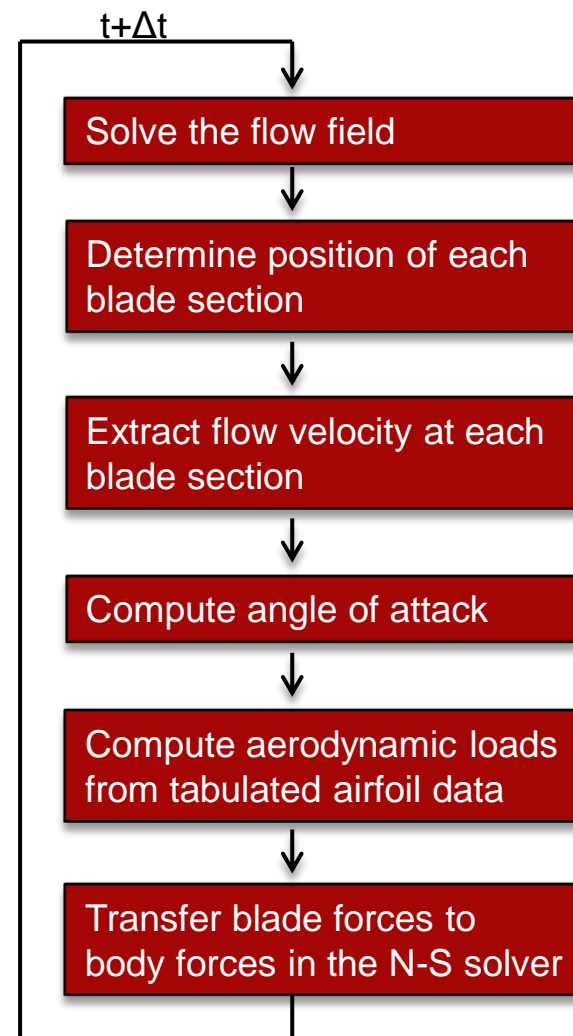 t+Δt
Solve the flow field
Determine position of each
blade section
Extract flow velocity at each
blade section
Compute angle of attack
Compute aerodynamic loads
from tabulated airfoil data
Transfer blade forces to
body forces in the N-S solver